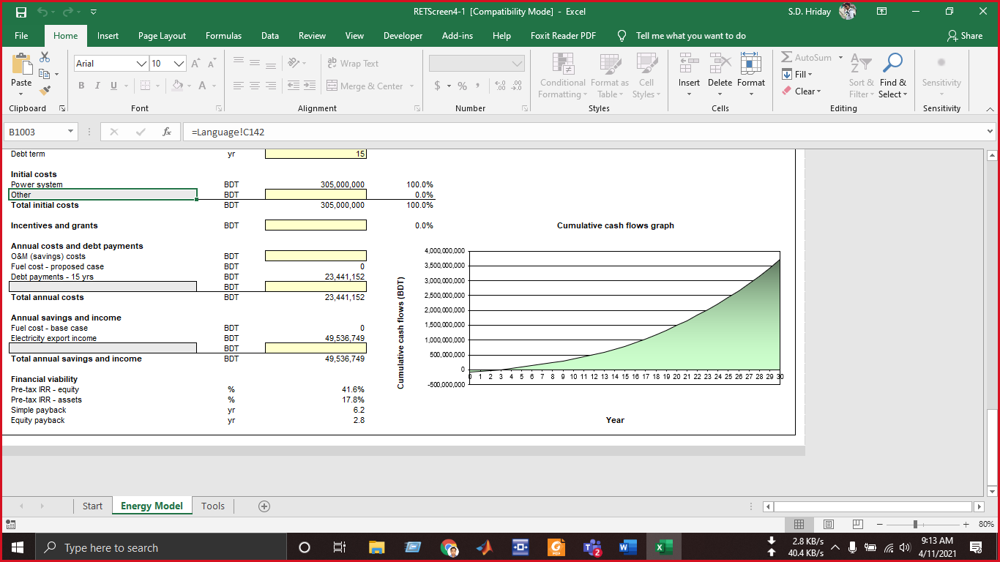 RETScreen4-1 [Compatibility Mode] - Excel
S.D. Hriday
File Home Insert Page Layout Formulas Data Review View Developer Add-ins Help Foxit Reader PDF Tell me what you want to do Share
Arial 10 A A ab Wrap Text AutoSum
Paste B I U A Merge & Center $ % , .00 Conditional Formatting Format as Table Cell Styles Insert Delete Format Fill Clear Sort & Filter Find & Select Sensitivity
Clipboard Font Alignment Number Styles Cells Editing Sensitivity
B1003 fx =Language!C142
Debt term yr 15
Initial costs
Power system BDT 305,000,000 100.0%
Other BDT 0.0%
Total initial costs BDT 305,000,000 100.0%
Incentives and grants BDT 0.0%
Annual costs and debt payments
O&M (savings) costs BDT
Fuel cost - proposed case BDT 0
Debt payments - 15 yrs BDT 23,441,152
BDT
Total annual costs BDT 23,441,152
Annual savings and income
Fuel cost - base case BDT 0
Electricity export income BDT 49,536,749
BDT
Total annual savings and income BDT 49,536,749
Financial viability
Pre-tax IRR - equity % 41.6%
Pre-tax IRR - assets % 17.8%
Simple payback yr 6.2
Equity payback yr 2.8
Cumulative cash flows graph
Cumulative cash flows (BDT)
4,000,000,000
3,500,000,000
3,000,000,000
2,500,000,000
2,000,000,000
1,500,000,000
1,000,000,000
500,000,000
0
-500,000,000
0 1 2 3 4 5 6 7 8 9 10 11 12 13 14 15 16 17 18 19 20 21 22 23 24 25 26 27 28 29 30
Year
Start Energy Model Tools
80%
Type here to search
2
2.8 KB/s
40.4 KB/s
9:13 AM
4/11/2021